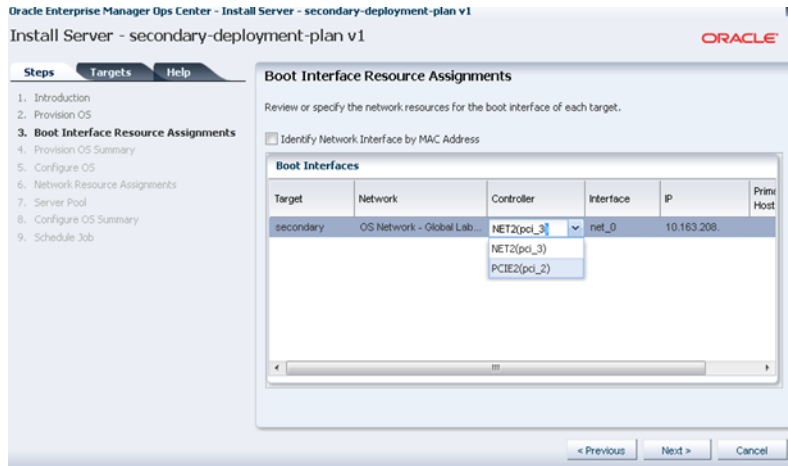 Oracle Enterprise Manager Ops Center - Install Server - secondary-deployment-plan v1
Install Server - secondary-deployment-plan v1
ORACLE
Steps Targets Help
1. Introduction
2. Provision OS
3. Boot Interface Resource Assignments
4. Provision OS Summary
5. Configure OS
6. Network Resource Assignments
7. Server Pool
8. Configure OS Summary
9. Schedule Job
Boot Interface Resource Assignments
Review or specify the network resources for the boot interface of each target.
Identify Network Interface by MAC Address
Boot Interfaces
Target Network Controller Interface IP
Host
secondary OS Network - Global Lab... NET2(pci_3) net_0 10.163.208.
NET2(pci_3)
PCIE2(pci_2)
< Previous Next > Cancel